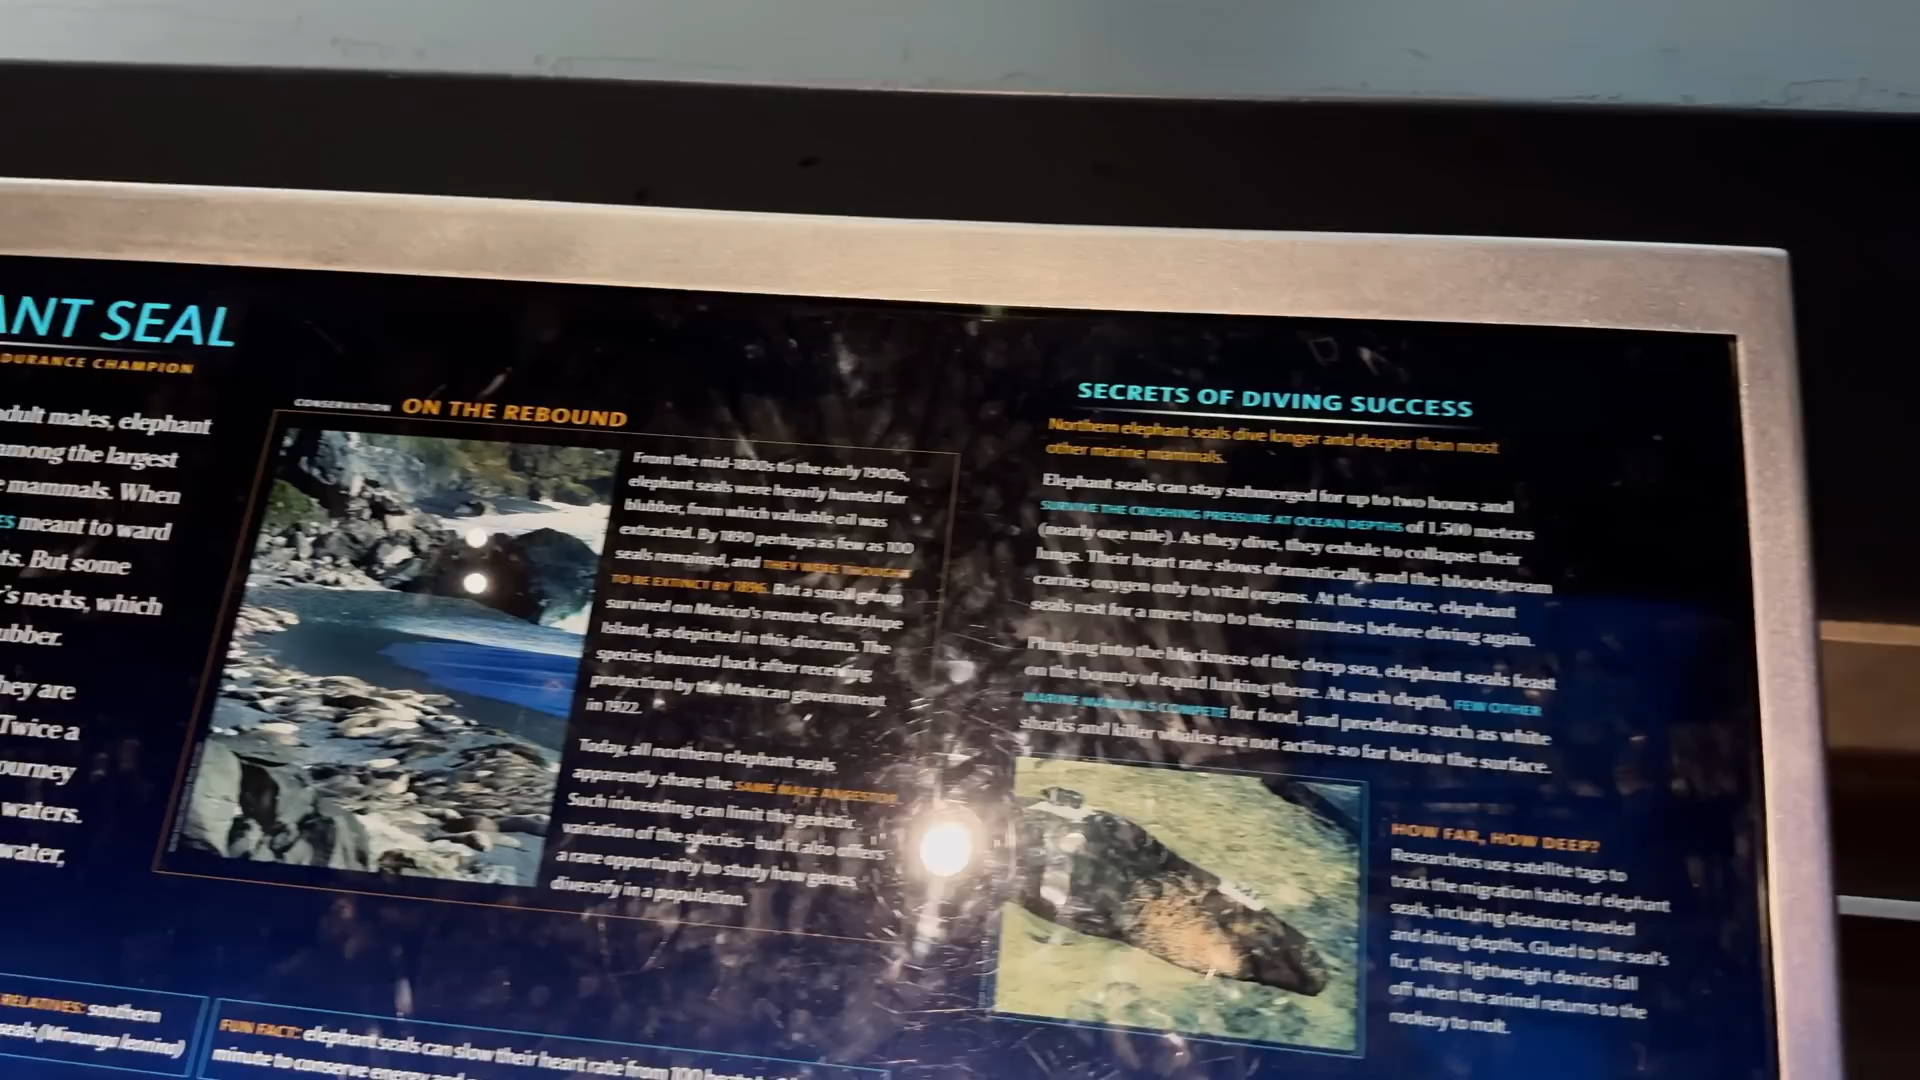 ANT SEAL
DURANCE CHAMPION
adult males, elephant
among the largest
e mammals. When
ES meant to ward
ts. But some
r's necks, which
ubber.
hey are
Twice a
ourney
waters.
water,
CONSERVATION ON THE REBOUND
From the mid-1800s to the early 1900s,
elephant seals were heavily hunted for
blubber, from which valuable oil was
extracted. By 1890 perhaps as few as 100
seals remained, and THEY WERE THOUGHT
TO BE EXTINCT BY 1896. But a small group
survived on Mexico's remote Guadalupe
Island, as depicted in this diorama. The
species bounced back after receiving
protection by the Mexican government
in 1922.
Today, all northern elephant seals
apparently share the SAME MALE ANCESTOR.
Such inbreeding can limit the genetic
variation of the species–but it also offers
a rare opportunity to study how genes
diversify in a population.
SECRETS OF DIVING SUCCESS
Northern elephant seals dive longer and deeper than most
other marine mammals.
Elephant seals can stay submerged for up to two hours and
SURVIVE THE CRUSHING PRESSURE AT OCEAN DEPTHS of 1,500 meters
(nearly one mile). As they dive, they exhale to collapse their
lungs. Their heart rate slows dramatically, and the bloodstream
carries oxygen only to vital organs. At the surface, elephant
seals rest for a mere two to three minutes before diving again.
Plunging into the blackness of the deep sea, elephant seals feast
on the bounty of squid lurking there. At such depth, FEW OTHER
MARINE MAMMALS COMPETE for food, and predators such as white
sharks and killer whales are not active so far below the surface.
HOW FAR, HOW DEEP?
Researchers use satellite tags to
track the migration habits of elephant
seals, including distance traveled
and diving depths. Glued to the seal's
fur, these lightweight devices fall
off when the animal returns to the
rookery to molt.
RELATIVES: southern
seals (Mirounga leonina)
FUN FACT: elephant seals can slow their heart rate from 100 beats
minute to conserve energy and